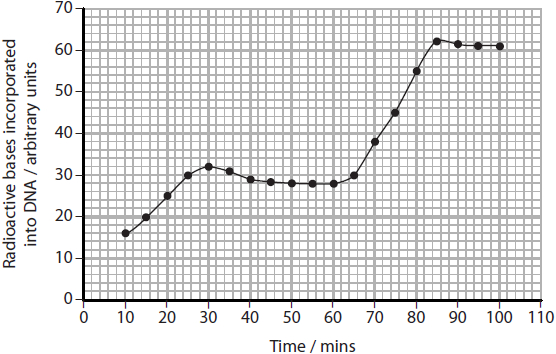 Radioactive bases incorporated
into DNA / arbitrary units
70
60
50
40
30
20
10
0
0 10 20 30 40 50 60 70 80 90 100 110
Time / mins